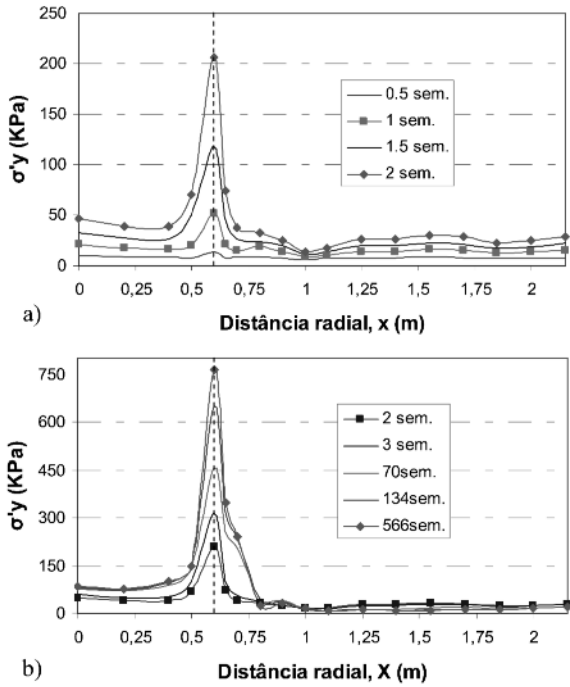 250
200
150
100
50
0
σ'y (KPa)
0.5 sem.
1 sem.
1.5 sem.
2 sem.
0 0,25 0,5 0,75 1 1,25 1,5 1,75 2
Distância radial, x (m)
a)
750
600
450
300
150
0
σ'y (KPa)
2 sem.
3 sem.
70sem.
134sem.
566sem.
0 0,25 0,5 0,75 1 1,25 1,5 1,75 2
Distância radial, X (m)
b)